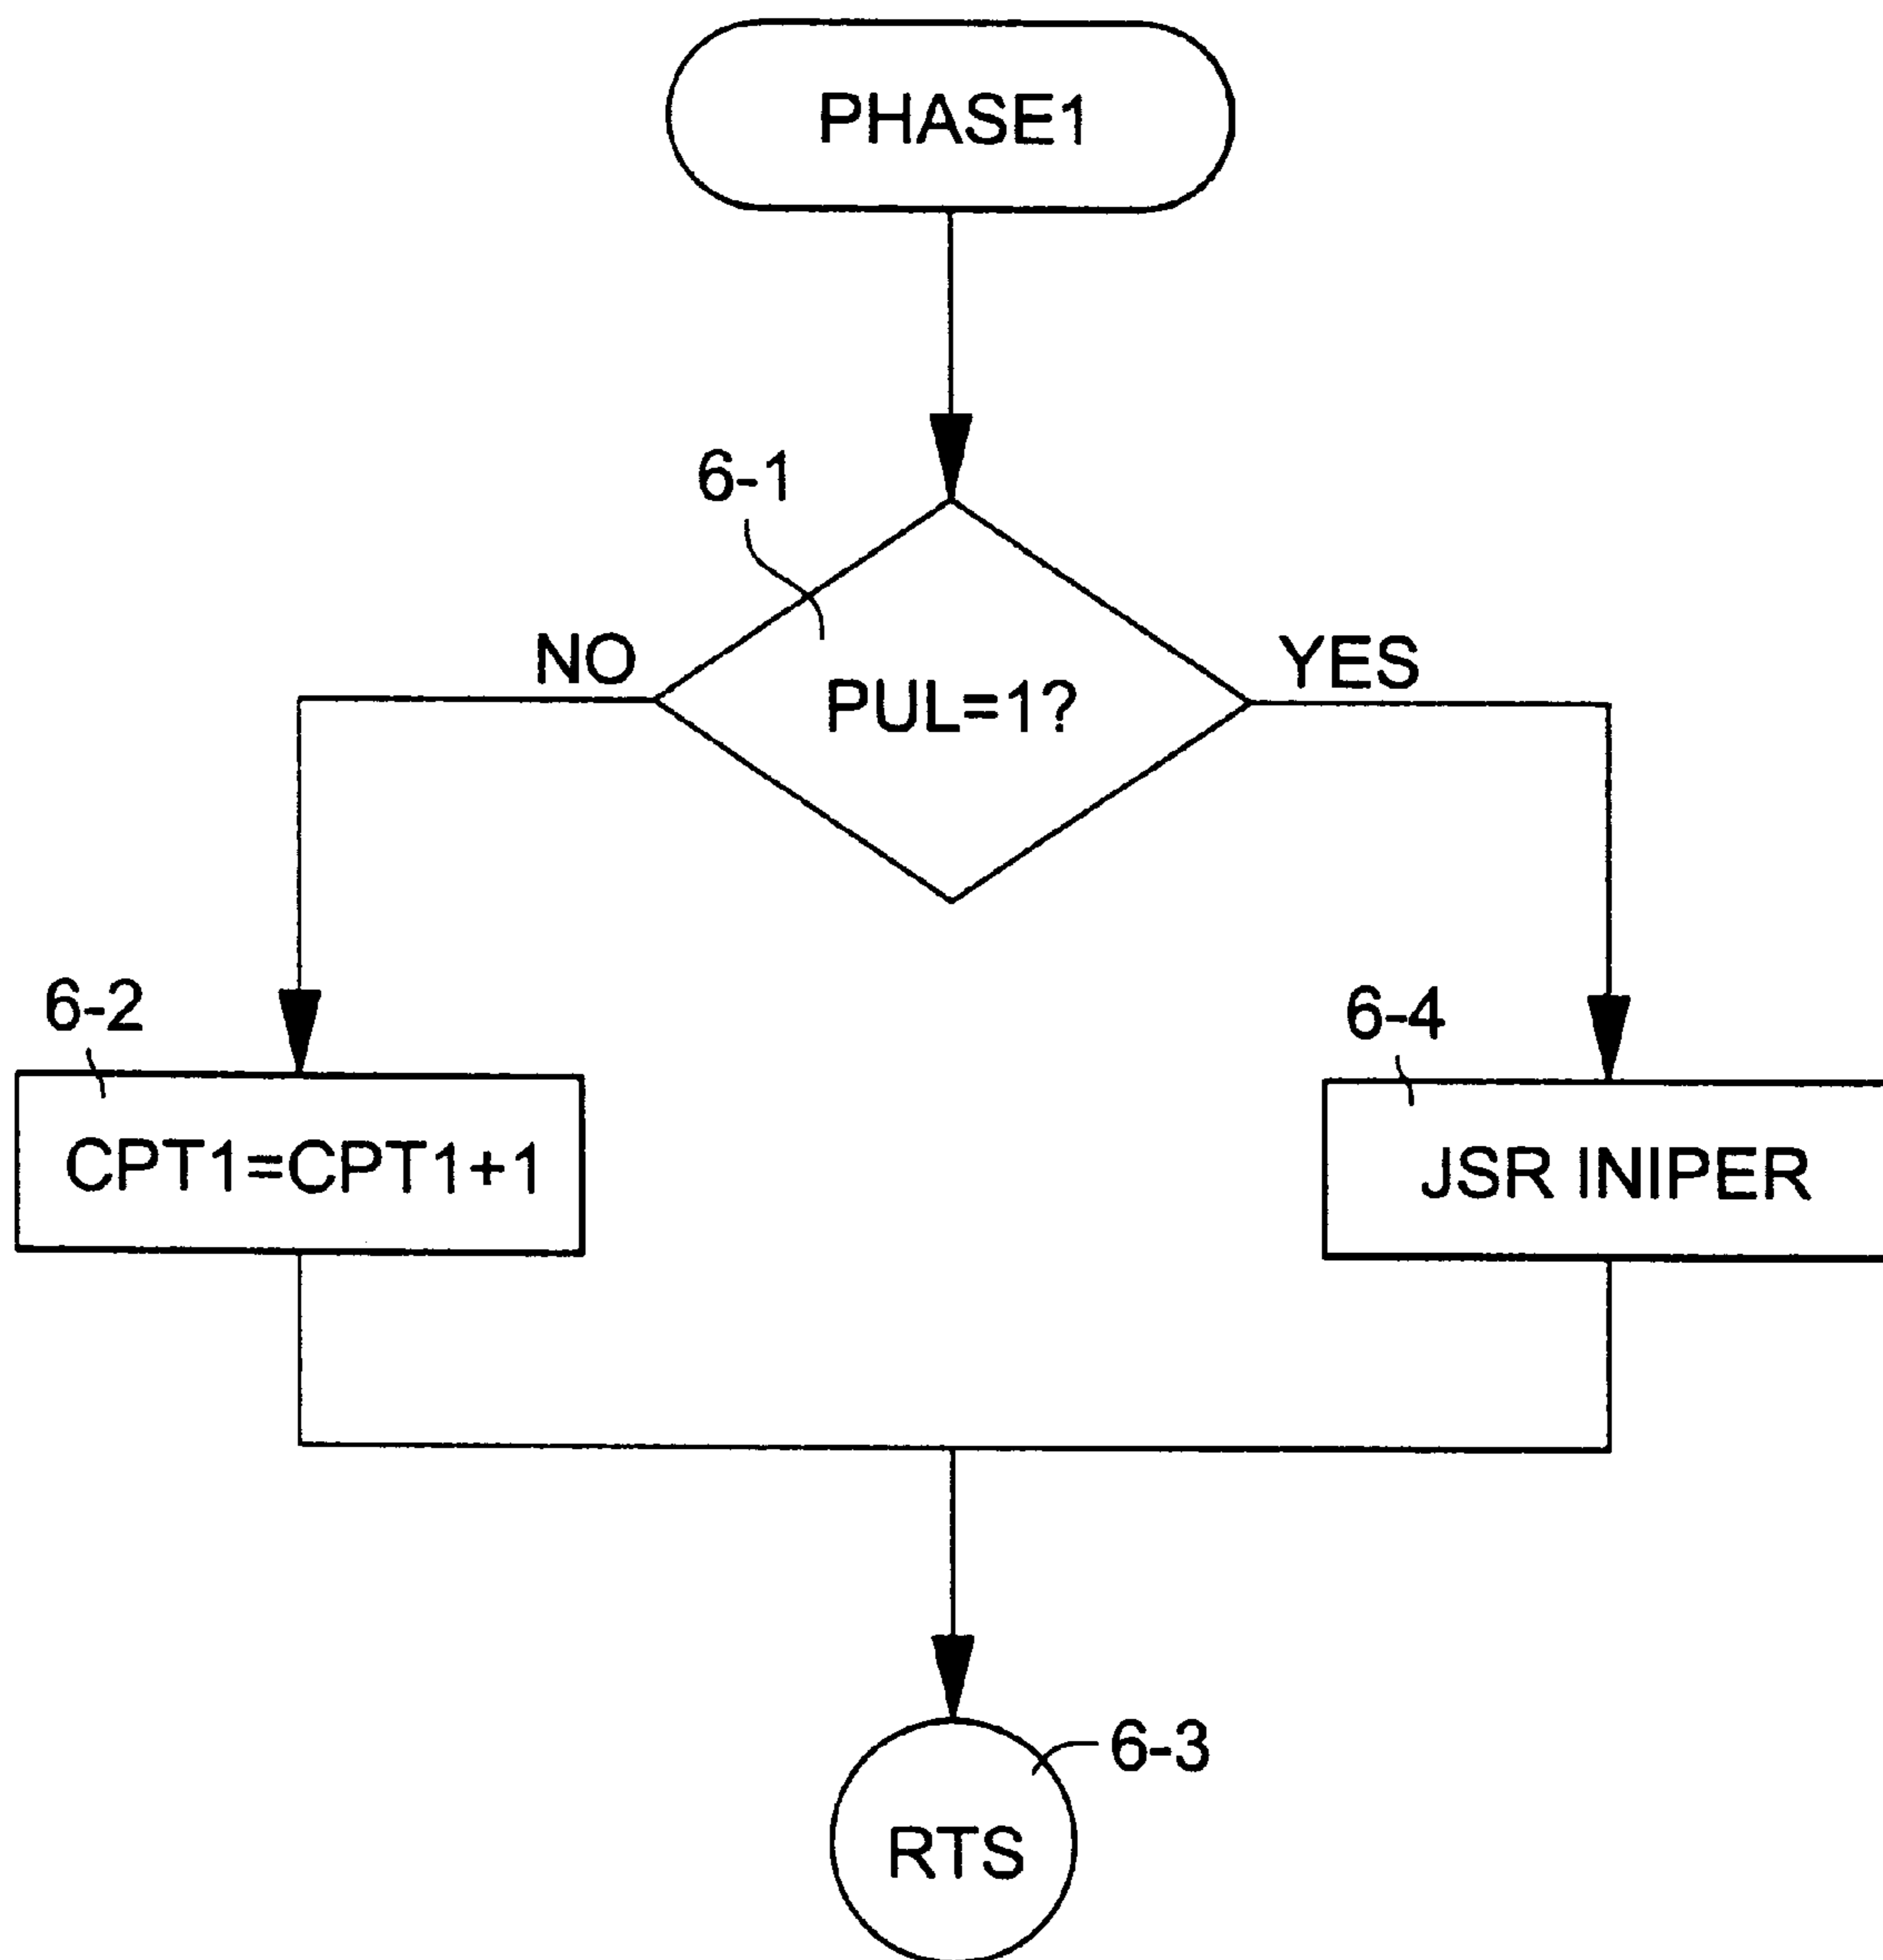 PHASE1
6-1
NO
YES
PUL=1?
6-2
6-4
CPT1=CPT1+1
JSR INIPER
6-3
RTS